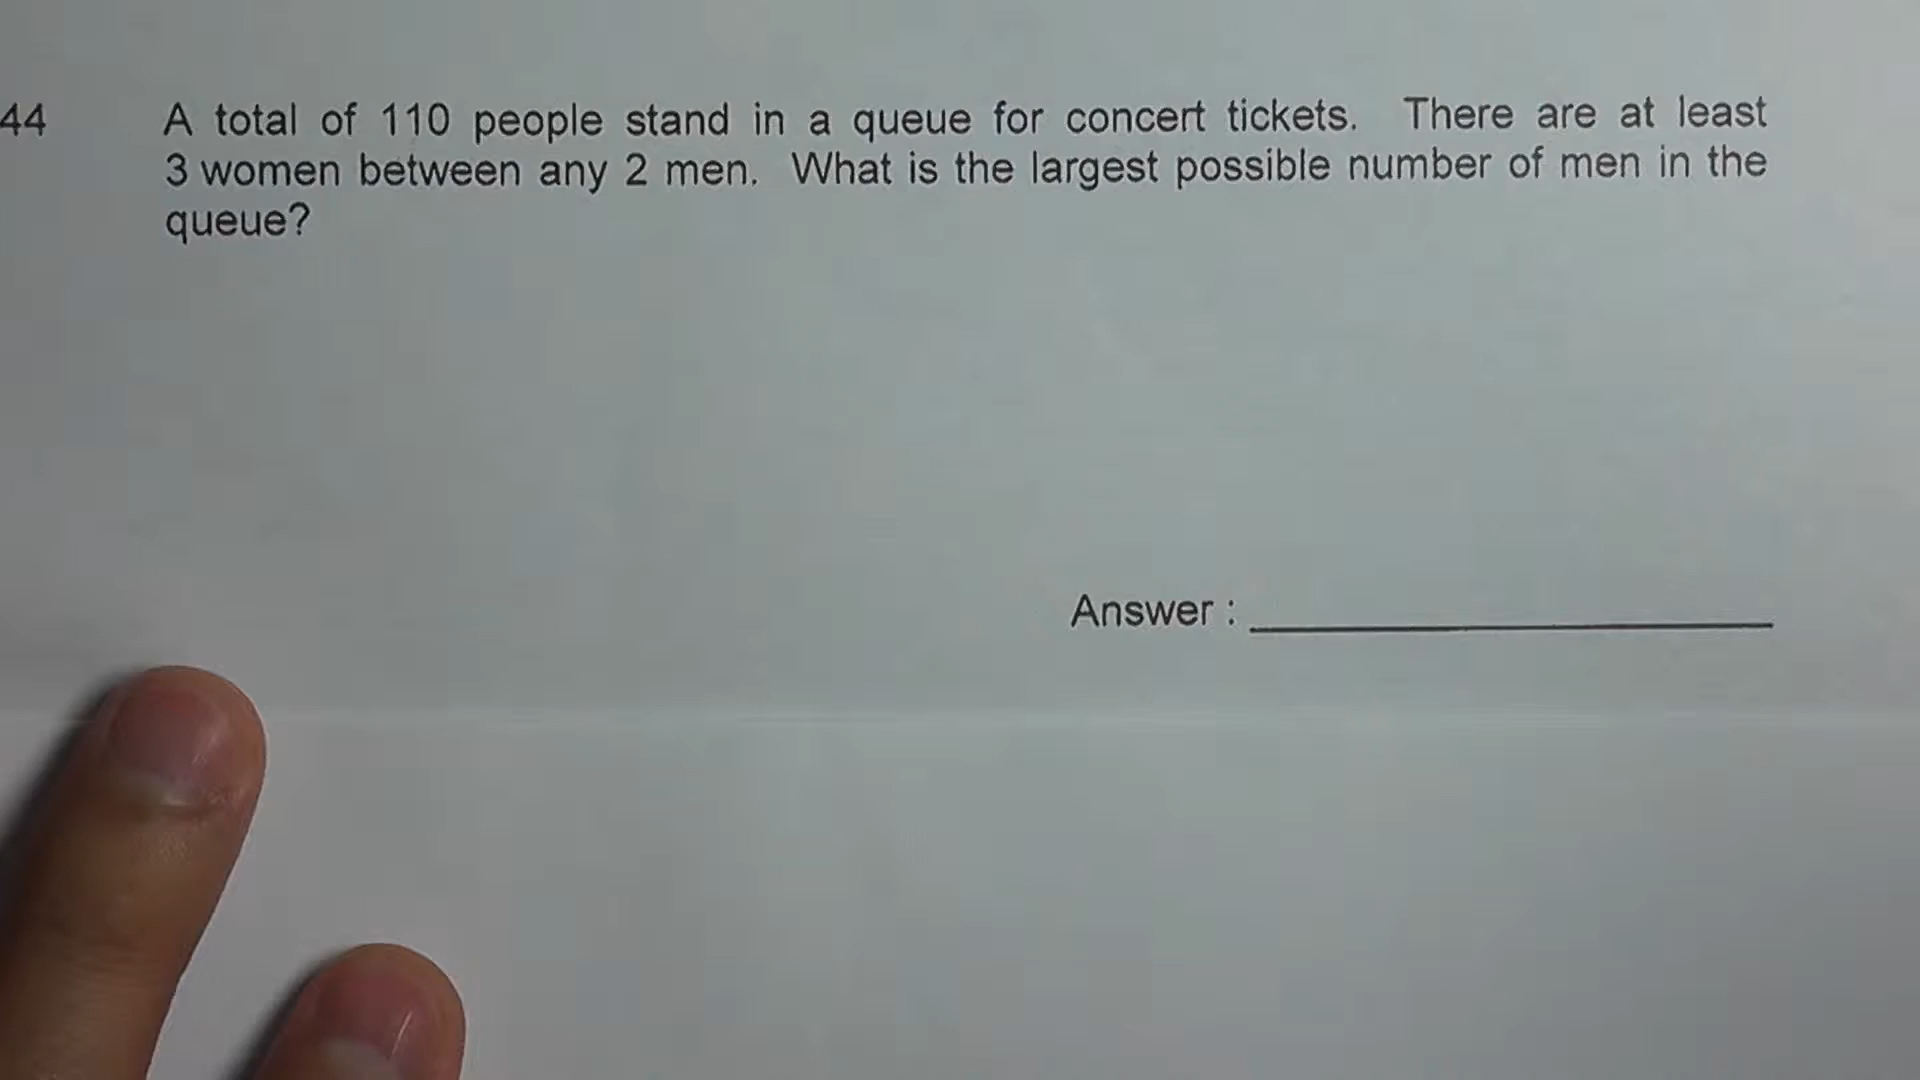 44 A total of 110 people stand in a queue for concert tickets. There are at least
3 women between any 2 men. What is the largest possible number of men in the
queue?
Answer :